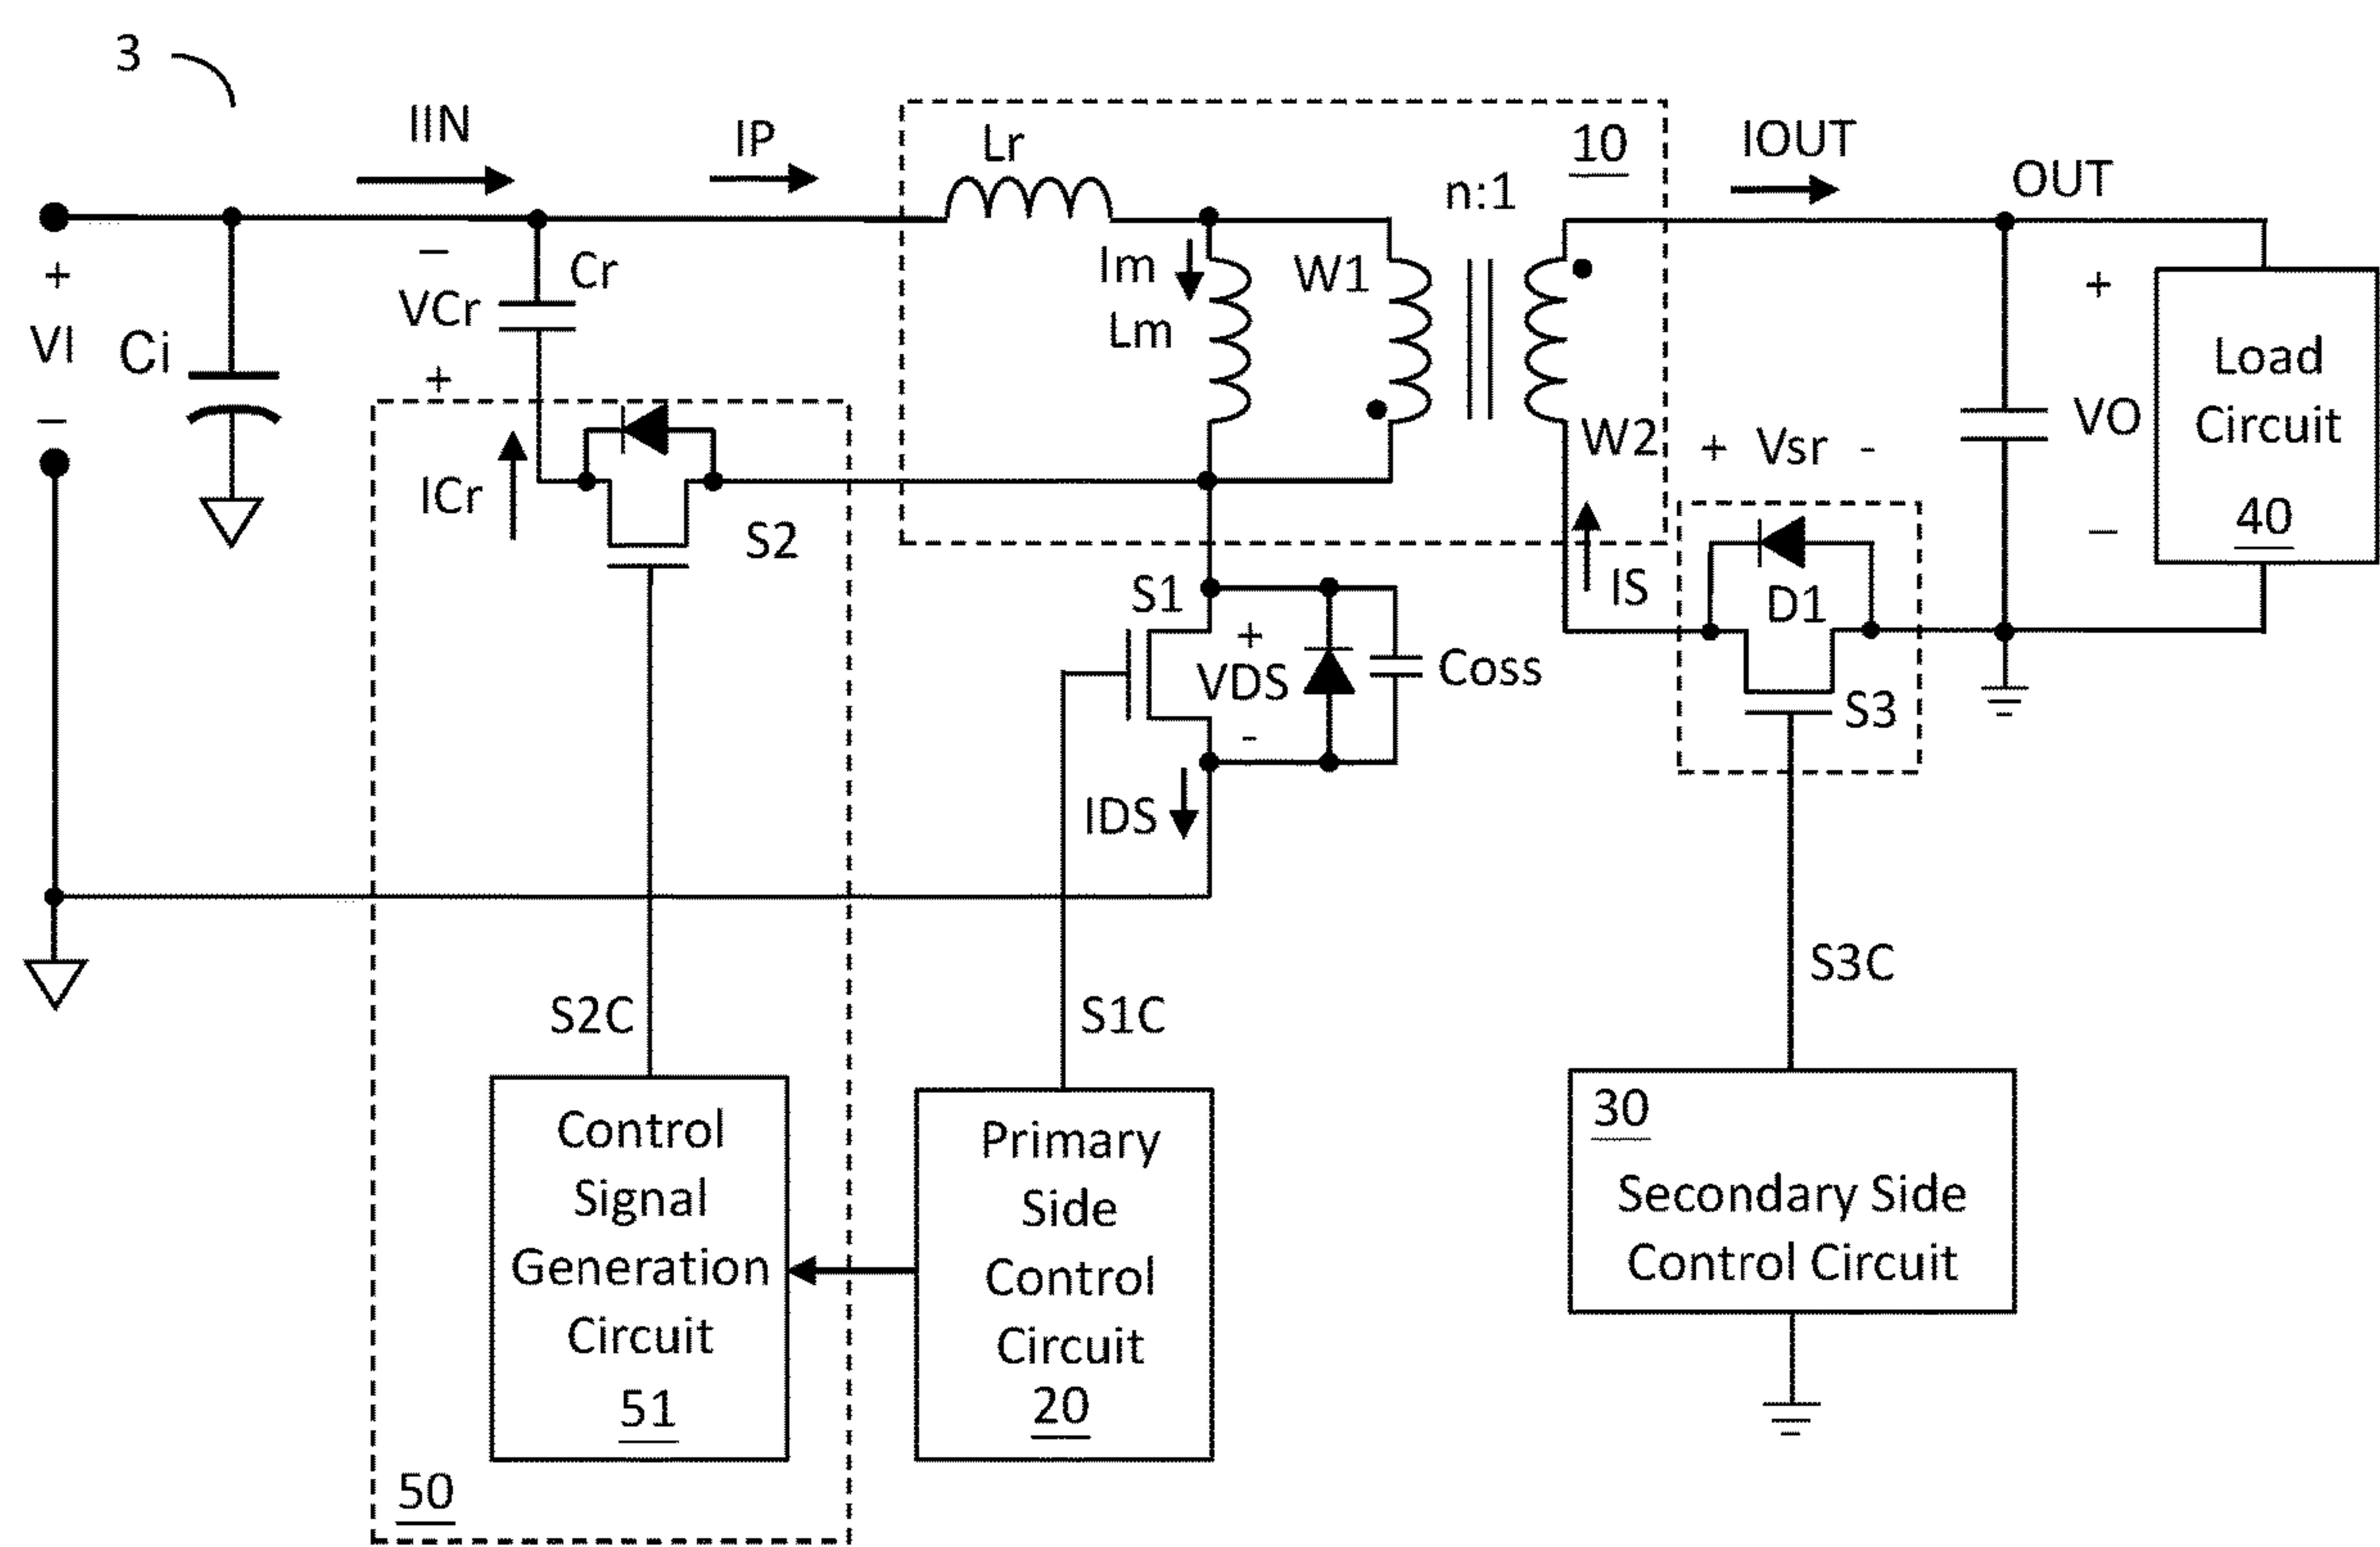 3
IIN
IP
Lr
10
n:1
IOUT
OUT
+
VI
–
Ci
–
VCr
+
Cr
Im
Lm
W1
W2
+ Vsr -
+
VO
–
Load
Circuit
40
ICr
S2
S1
+
VDS
-
Coss
IS
D1
S3
IDS
S2C
S1C
S3C
Control
Signal
Generation
Circuit
51
50
Primary
Side
Control
Circuit
20
30
Secondary Side
Control Circuit